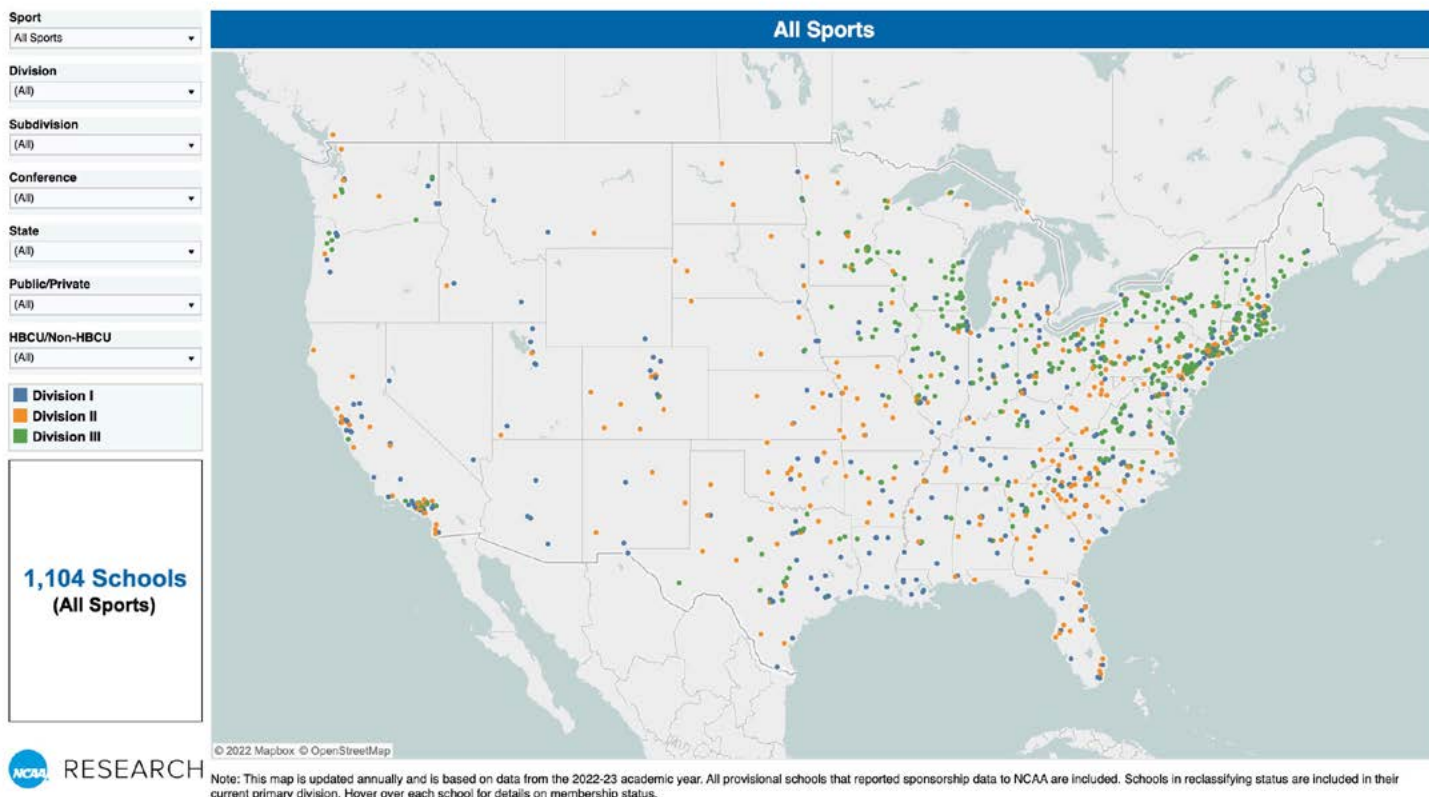 Sport
All Sports
Division
(All)
Subdivision
(All)
Conference
(All)
State
(All)
Public/Private
(All)
HBCU/Non-HBCU
(All)
Division I
Division II
Division III
1,104 Schools
(All Sports)
NCAA RESEARCH
All Sports
© 2022 Mapbox © OpenStreetMap
Note: This map is updated annually and is based on data from the 2022-23 academic year. All provisional schools that reported sponsorship data to NCAA are included. Schools in reclassifying status are included in their
current primary division. Hover over each school for details on membership status.